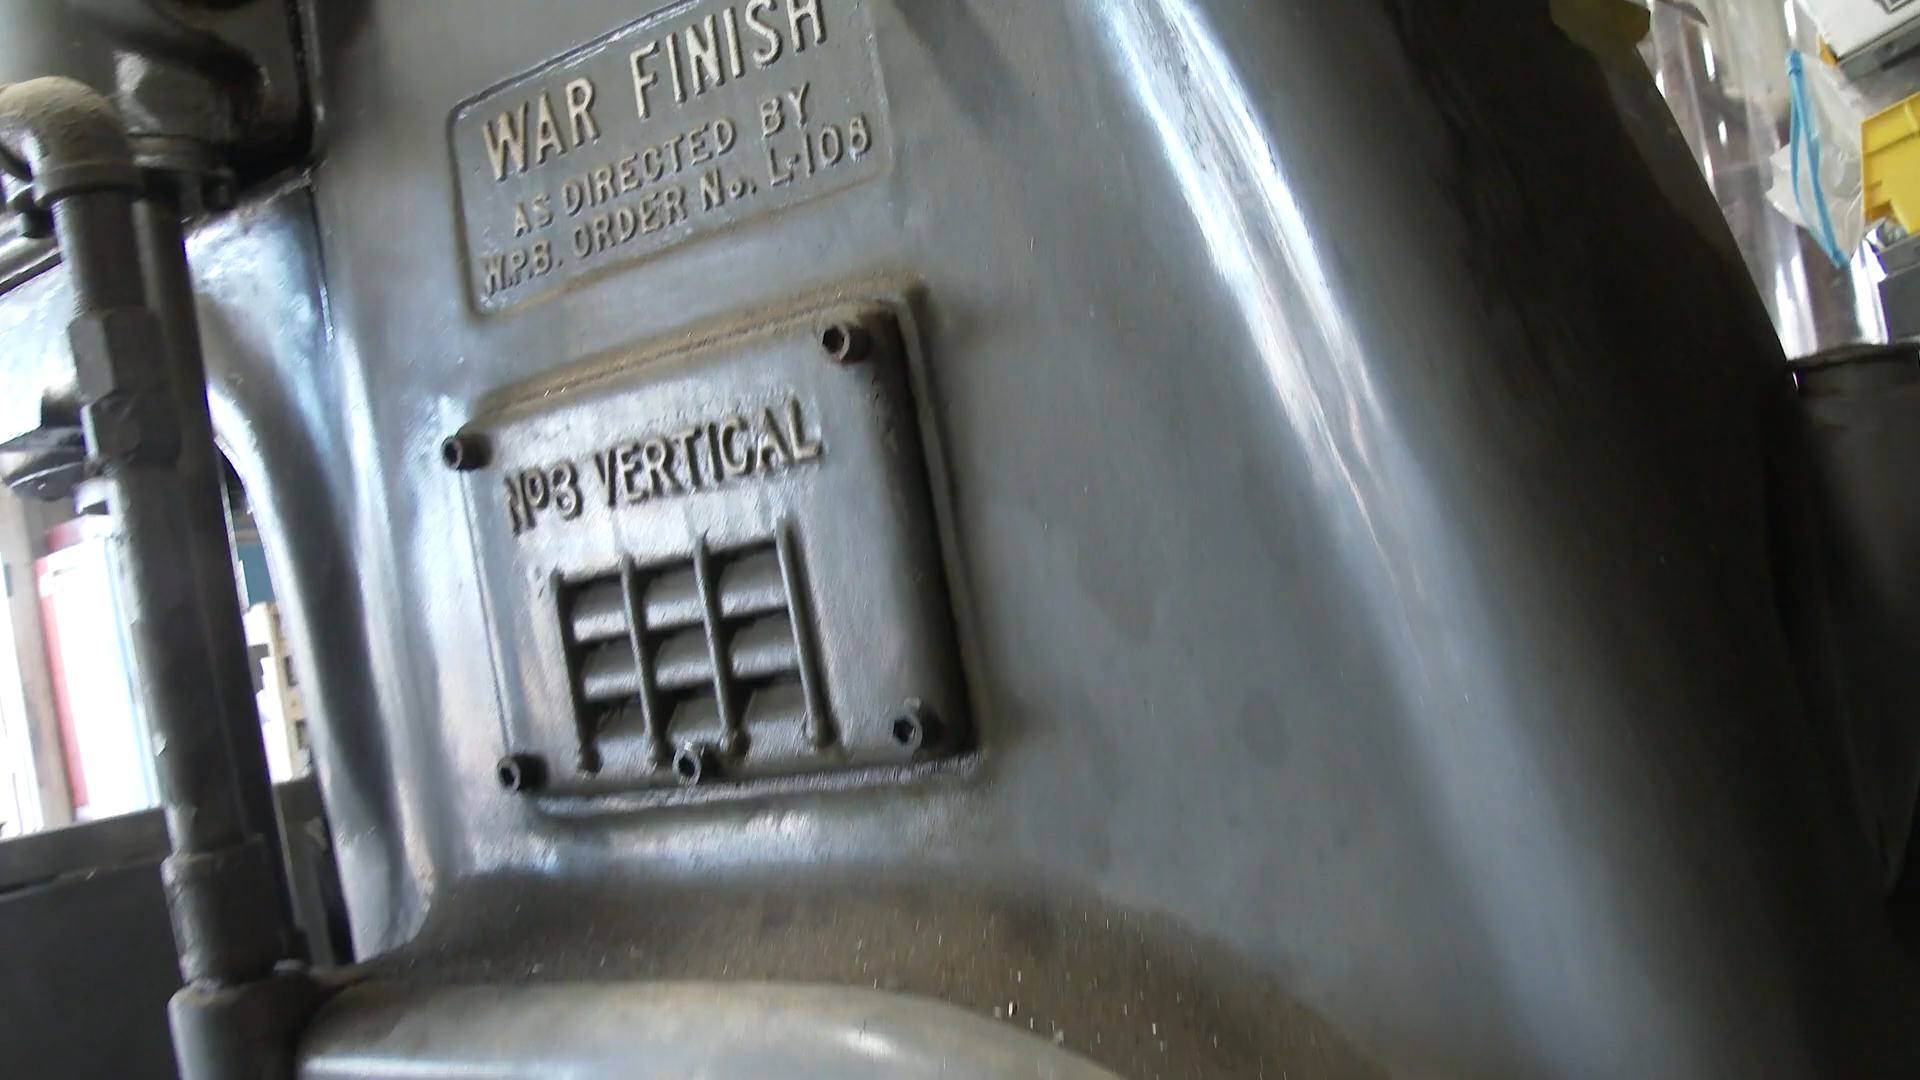 WAR FINISH
AS DIRECTED BY
W.P.B. ORDER No. L-108
No3 VERTICAL